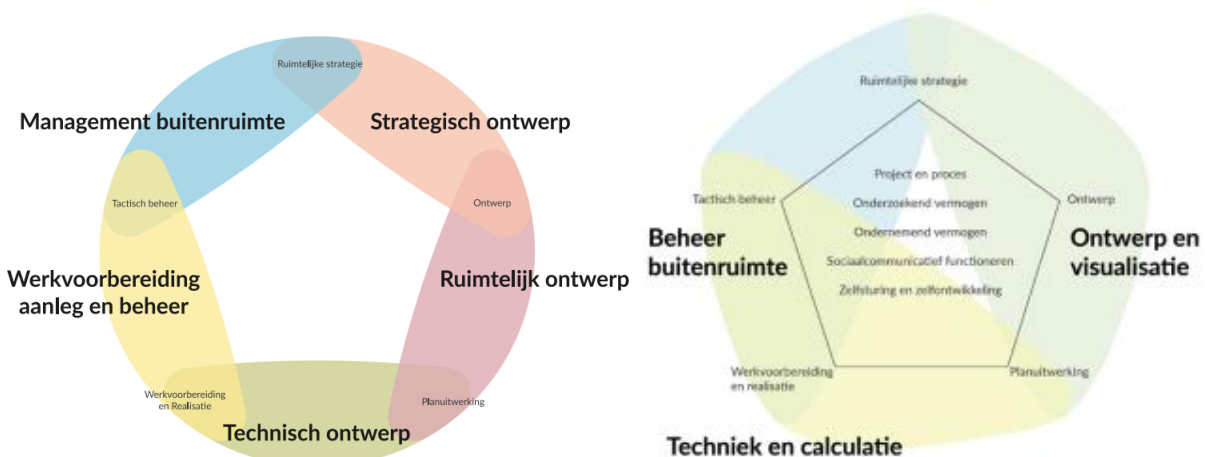 Ruimtelijke strategie
Management buitenruimte
Strategisch ontwerp
Tactisch beheer
Ontwerp
Werkvoorbereiding
aanleg en beheer
Ruimtelijk ontwerp
Werkvoorbereiding
en Realisatie
Planuitwerking
Technisch ontwerp
Ruimtelijke strategie
Project en proces
Tactisch beheer
Onderzoekend vermogen
Ontwerp
Ondernemend vermogen
Beheer
buitenruimte
Ontwerp en
visualisatie
Sociaalcommunicatief functioneren
Zelfsturing en zelfontwikkeling
Werkvoorbereiding
en realisatie
Planuitwerking
Techniek en calculatie